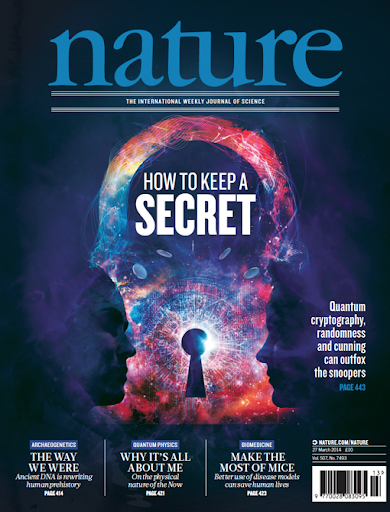 nature
THE INTERNATIONAL WEEKLY JOURNAL OF SCIENCE
HOW TO KEEP A
SECRET
Quantum
cryptography,
randomness
and cunning
can outfox
the snoopers
PAGE 443
ARCHAEOGENETICS
THE WAY
WE WERE
Ancient DNA is rewriting
human prehistory
PAGE 414
QUANTUM PHYSICS
WHY IT'S ALL
ABOUT ME
On the physical
nature of the Now
PAGE 421
BIOMEDICINE
MAKE THE
MOST OF MICE
Better use of disease models
can save human lives
PAGE 423
NATURE.COM/NATURE
27 March 2014 £10
Vol. 507, No. 7493
13
9 770028 083095